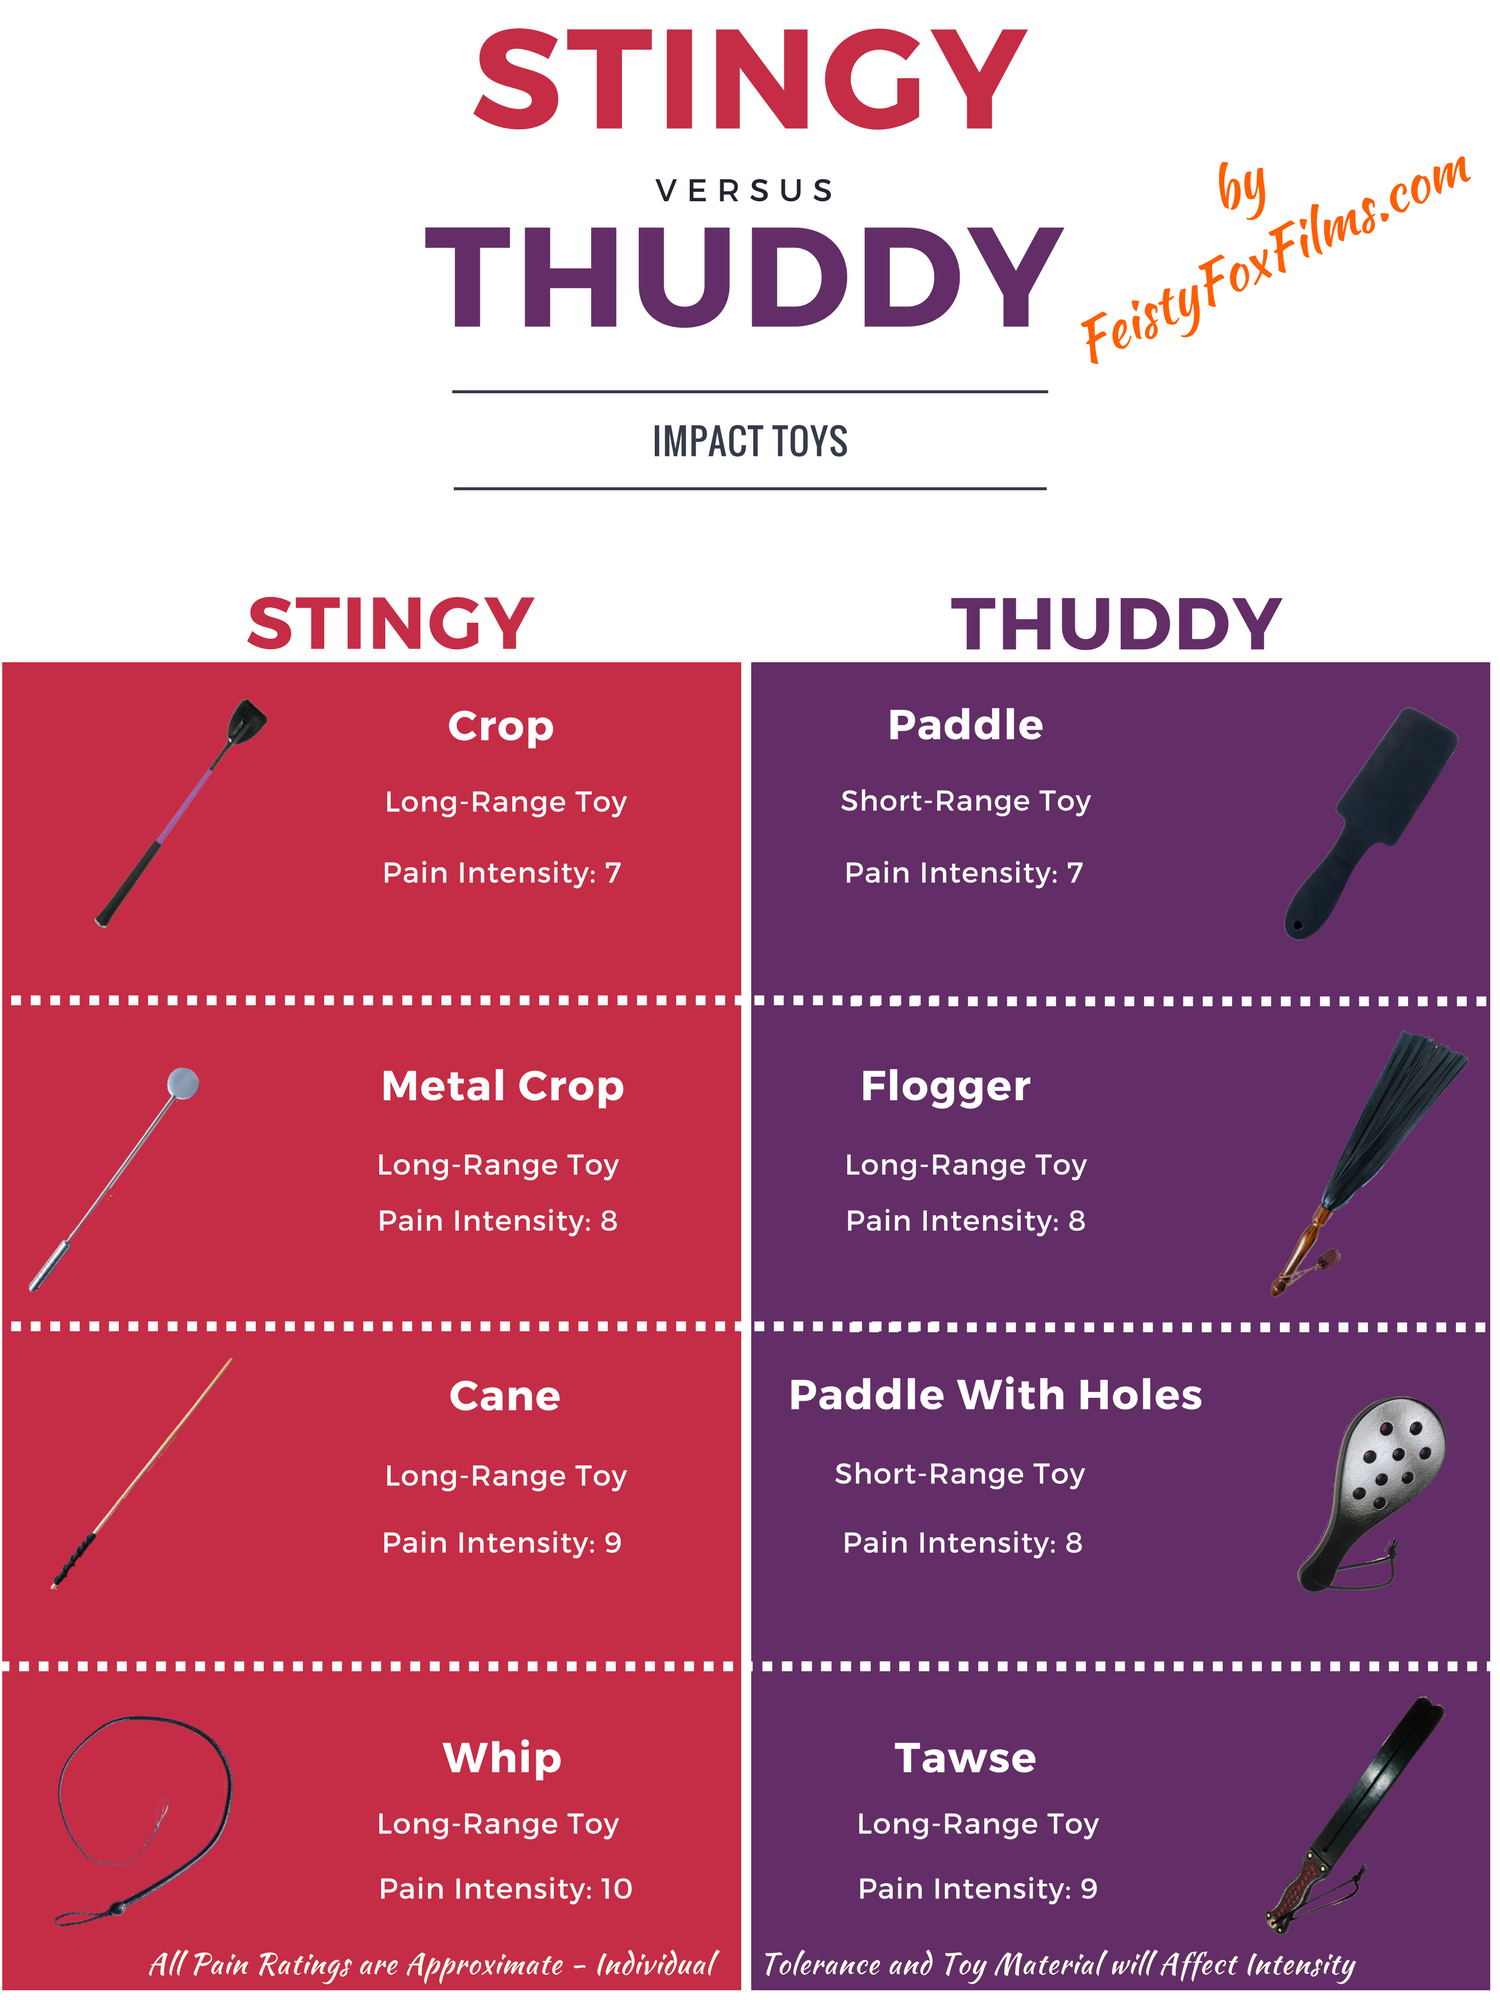 STINGY
VERSUS
THUDDY
by
FeistyFoxFilms.com
IMPACT TOYS
STINGY
Crop
Long-Range Toy
Pain Intensity: 7
Metal Crop
Long-Range Toy
Pain Intensity: 8
Cane
Long-Range Toy
Pain Intensity: 9
Whip
Long-Range Toy
Pain Intensity: 10
THUDDY
Paddle
Short-Range Toy
Pain Intensity: 7
Flogger
Long-Range Toy
Pain Intensity: 8
Paddle With Holes
Short-Range Toy
Pain Intensity: 8
Tawse
Long-Range Toy
Pain Intensity: 9
All Pain Ratings are Approximate - Individual Tolerance and Toy Material will Affect Intensity